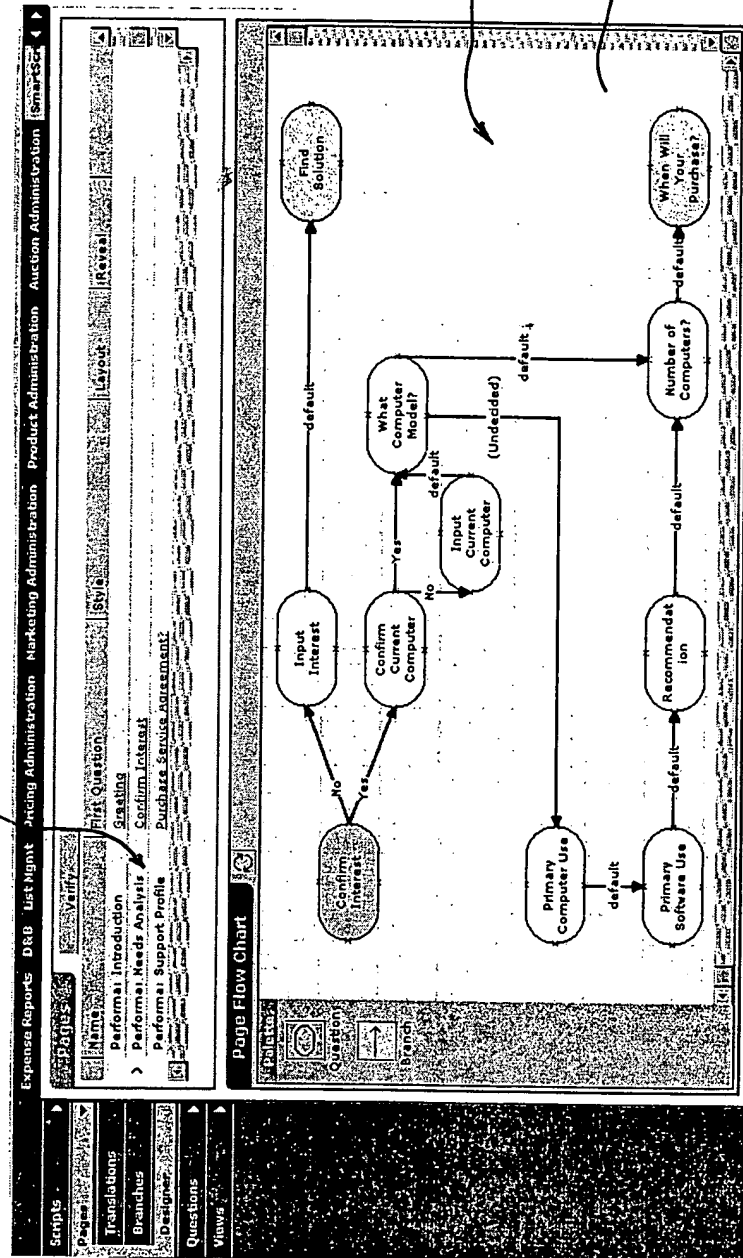 Expense Reports D&B List Mgmt Pricing Administration Marketing Administration Product Administration Auction Administration SmartScr
Scripts
Pages
Translations
Branches
Designer
Questions
Views
Pages
Verify
Name First Question Style Layout Reveal
Performa: Introduction Greeting
> Performa: Needs Analysis Confirm Interest
Performa: Support Profile Purchase Service Agreement?
Page Flow Chart
Palettes
Question
Branch
Confirm
Interest
No
Yes
Input
Interest
default
Find
Solution
Confirm
Current
Computer
Yes
No
Input
Current
Computer
default
What
Computer
Model?
(Undecided)
default
Primary
Computer Use
default
Primary
Software Use
default
Recommendat
ion
default
Number of
Computers?
default
When Will
Your
Purchase?